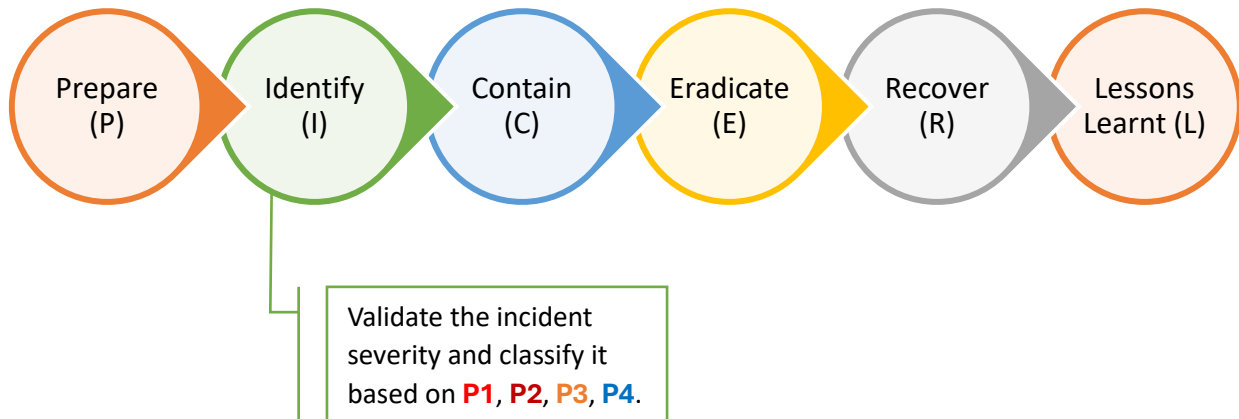 Prepare
(P)
Identify
(I)
Contain
(C)
Eradicate
(E)
Recover
(R)
Lessons
Learnt (L)
Validate the incident
severity and classify it
based on P1, P2, P3, P4.